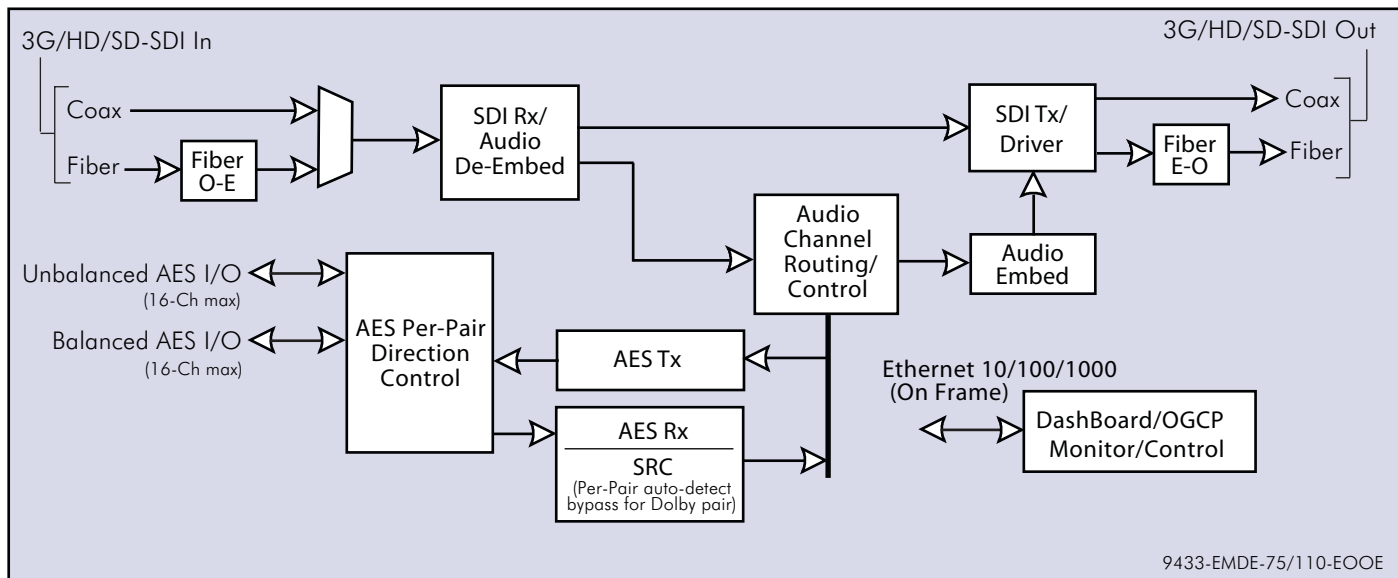 3G/HD/SD-SDI In
3G/HD/SD-SDI Out
Coax
Fiber
Fiber
O-E
SDI Rx/
Audio
De-Embed
SDI Tx/
Driver
Coax
Fiber
E-O
Fiber
Audio
Channel
Routing/
Control
Audio
Embed
Unbalanced AES I/O
(16-Ch max)
Balanced AES I/O
(16-Ch max)
AES Per-Pair
Direction
Control
AES Tx
AES Rx
SRC
(Per-Pair auto-detect
bypass for Dolby pair)
Ethernet 10/100/1000
(On Frame)
DashBoard/OGCP
Monitor/Control
9433-EMDE-75/110-EOOE